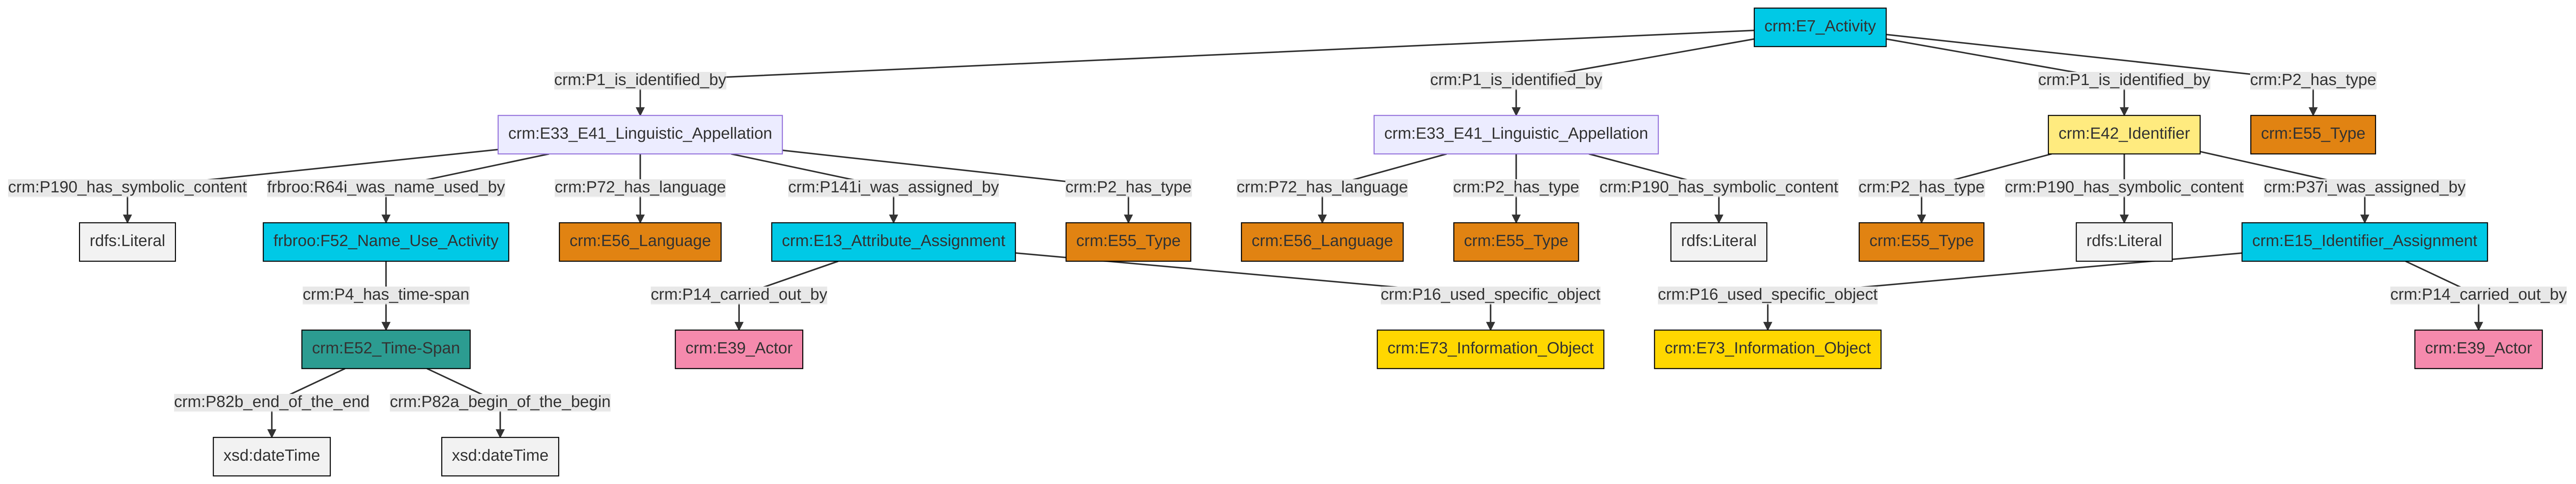 crm:E7_Activity
crm:P1_is_identified_by
crm:P1_is_identified_by
crm:P1_is_identified_by
crm:P2_has_type
crm:E33_E41_Linguistic_Appellation
crm:E33_E41_Linguistic_Appellation
crm:E42_Identifier
crm:E55_Type
crm:P190_has_symbolic_content
frbroo:R64i_was_name_used_by
crm:P72_has_language
crm:P141i_was_assigned_by
crm:P2_has_type
crm:P72_has_language
crm:P2_has_type
crm:P190_has_symbolic_content
crm:P2_has_type
crm:P190_has_symbolic_content
crm:P37i_was_assigned_by
rdfs:Literal
frbroo:F52_Name_Use_Activity
crm:E56_Language
crm:E13_Attribute_Assignment
crm:E55_Type
crm:E56_Language
crm:E55_Type
rdfs:Literal
crm:E55_Type
rdfs:Literal
crm:E15_Identifier_Assignment
crm:P4_has_time-span
crm:P14_carried_out_by
crm:P16_used_specific_object
crm:P16_used_specific_object
crm:P14_carried_out_by
crm:E52_Time-Span
crm:E39_Actor
crm:E73_Information_Object
crm:E73_Information_Object
crm:E39_Actor
crm:P82b_end_of_the_end
crm:P82a_begin_of_the_begin
xsd:dateTime
xsd:dateTime